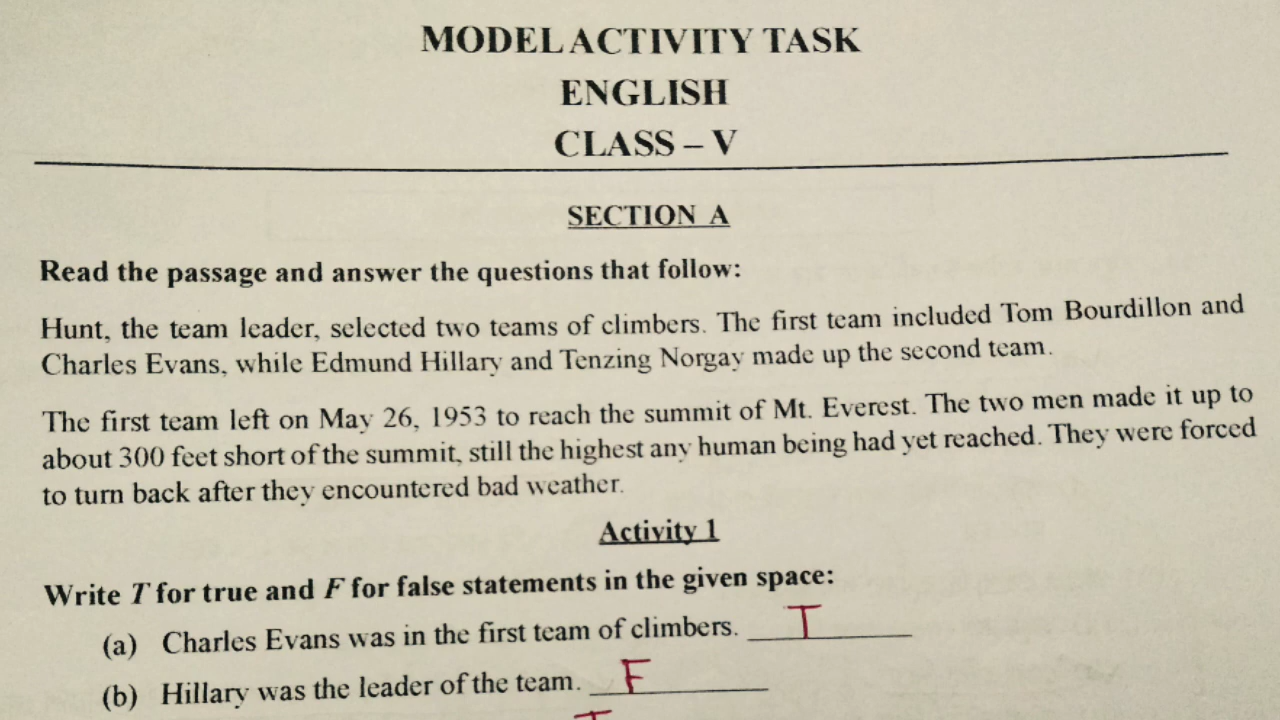 MODEL ACTIVITY TASK
ENGLISH
CLASS – V
SECTION A
Read the passage and answer the questions that follow:
Hunt, the team leader, selected two teams of climbers. The first team included Tom Bourdillon and
Charles Evans, while Edmund Hillary and Tenzing Norgay made up the second team.
The first team left on May 26, 1953 to reach the summit of Mt. Everest. The two men made it up to
about 300 feet short of the summit, still the highest any human being had yet reached. They were forced
to turn back after they encountered bad weather.
Activity 1
Write T for true and F for false statements in the given space:
(a) Charles Evans was in the first team of climbers. T
(b) Hillary was the leader of the team. F